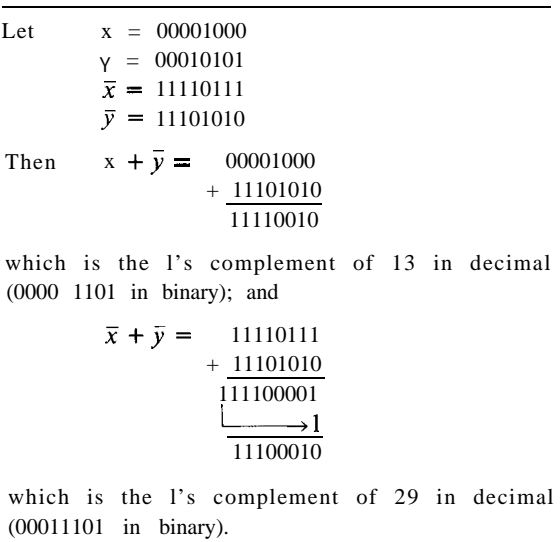 Let x = 00001000
Y = 00010101
x̅ = 11110111
y̅ = 11101010
Then x + y̅ = 00001000
+ 11101010
11110010
which is the l's complement of 13 in decimal
(0000 1101 in binary); and
x̅ + y̅ = 11110111
+ 11101010
111100001
1
11100010
which is the l's complement of 29 in decimal
(00011101 in binary).